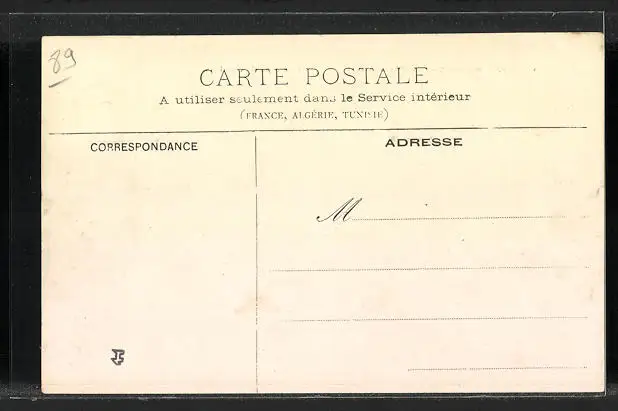 89
CARTE POSTALE
A utiliser seulement dans le Service intérieur
(FRANCE, ALGÉRIE, TUNISIE)
CORRESPONDANCE
ADRESSE
M